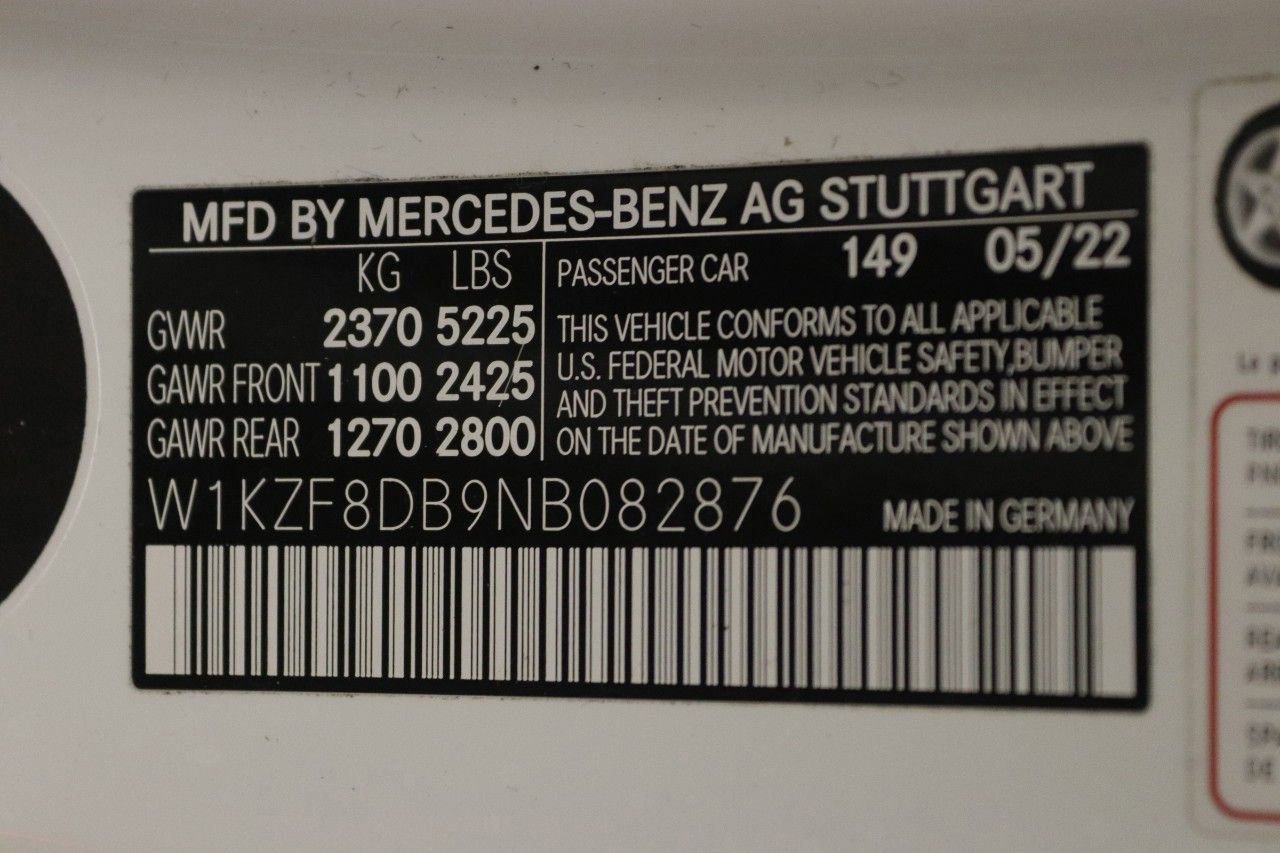 MFD BY MERCEDES-BENZ AG STUTTGART
KG LBS
GVWR 2370 5225
GAWR FRONT 1100 2425
GAWR REAR 1270 2800
PASSENGER CAR 149 05/22
THIS VEHICLE CONFORMS TO ALL APPLICABLE
U.S. FEDERAL MOTOR VEHICLE SAFETY,BUMPER
AND THEFT PREVENTION STANDARDS IN EFFECT
ON THE DATE OF MANUFACTURE SHOWN ABOVE
W1KZF8DB9NB082876
MADE IN GERMANY